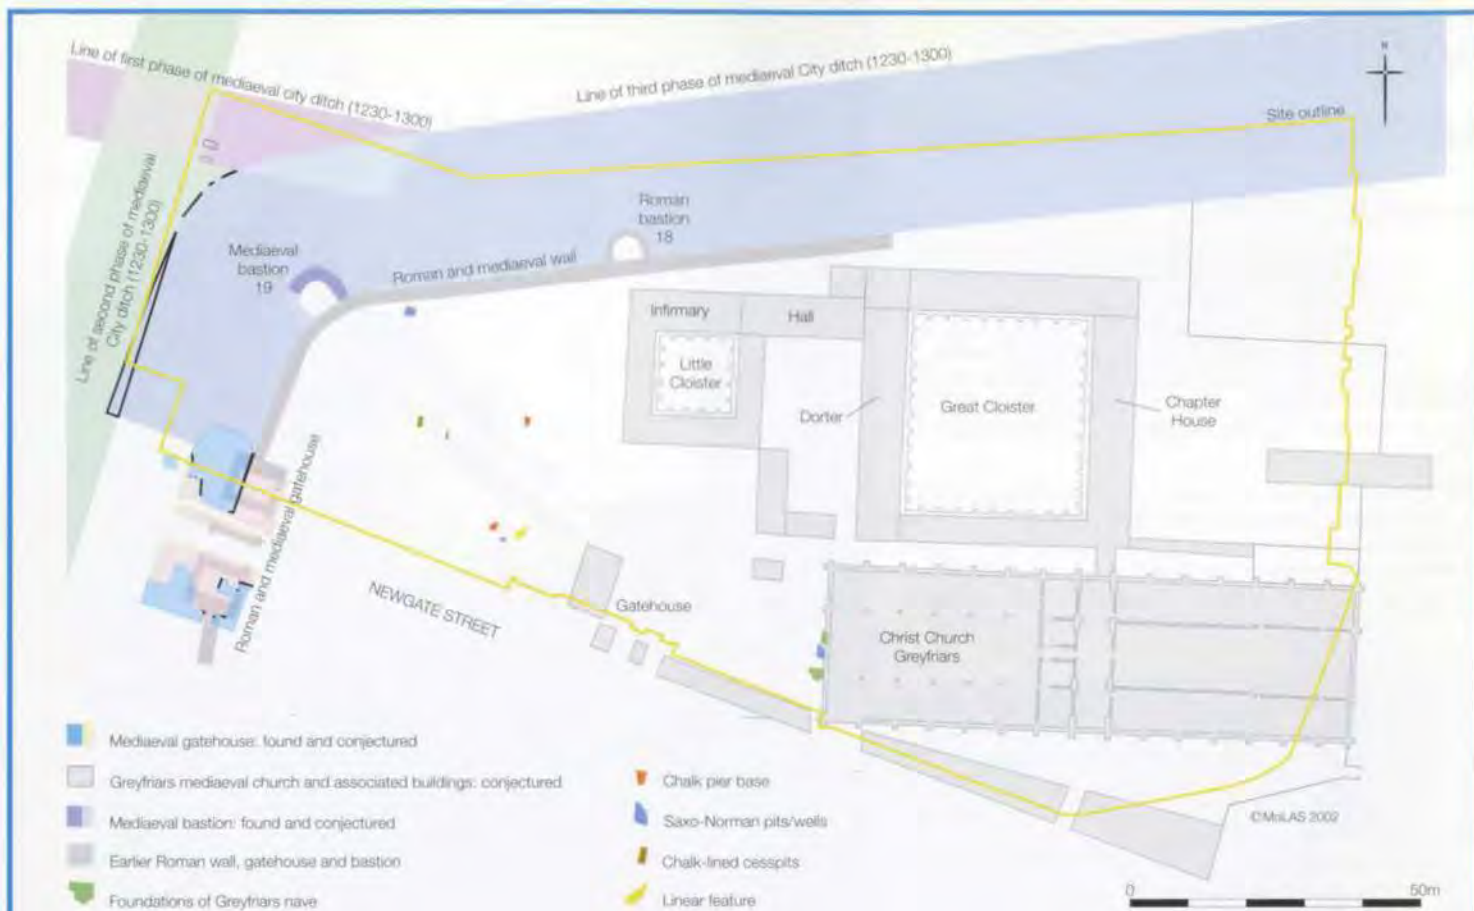 Line of first phase of mediaeval city ditch (1230-1300)
Line of third phase of mediaeval City ditch (1230-1300)
N
Site outline
Line of second phase of mediaeval
City ditch (1230-1300)
Roman
bastion
18
Mediaeval
bastion
19
Roman and mediaeval wall
Infirmary
Hall
Little
Cloister
Dorter
Great Cloister
Chapter
House
Roman and mediaeval gatehouse
NEWGATE STREET
Gatehouse
Christ Church
Greyfriars
Mediaeval gatehouse: found and conjectured
Greyfriars mediaeval church and associated buildings: conjectured
Mediaeval bastion: found and conjectured
Earlier Roman wall, gatehouse and bastion
Foundations of Greyfriars nave
Chalk pier base
Saxo-Norman pits/wells
Chalk-lined cesspits
Linear feature
©MoLAS 2002
0 50m